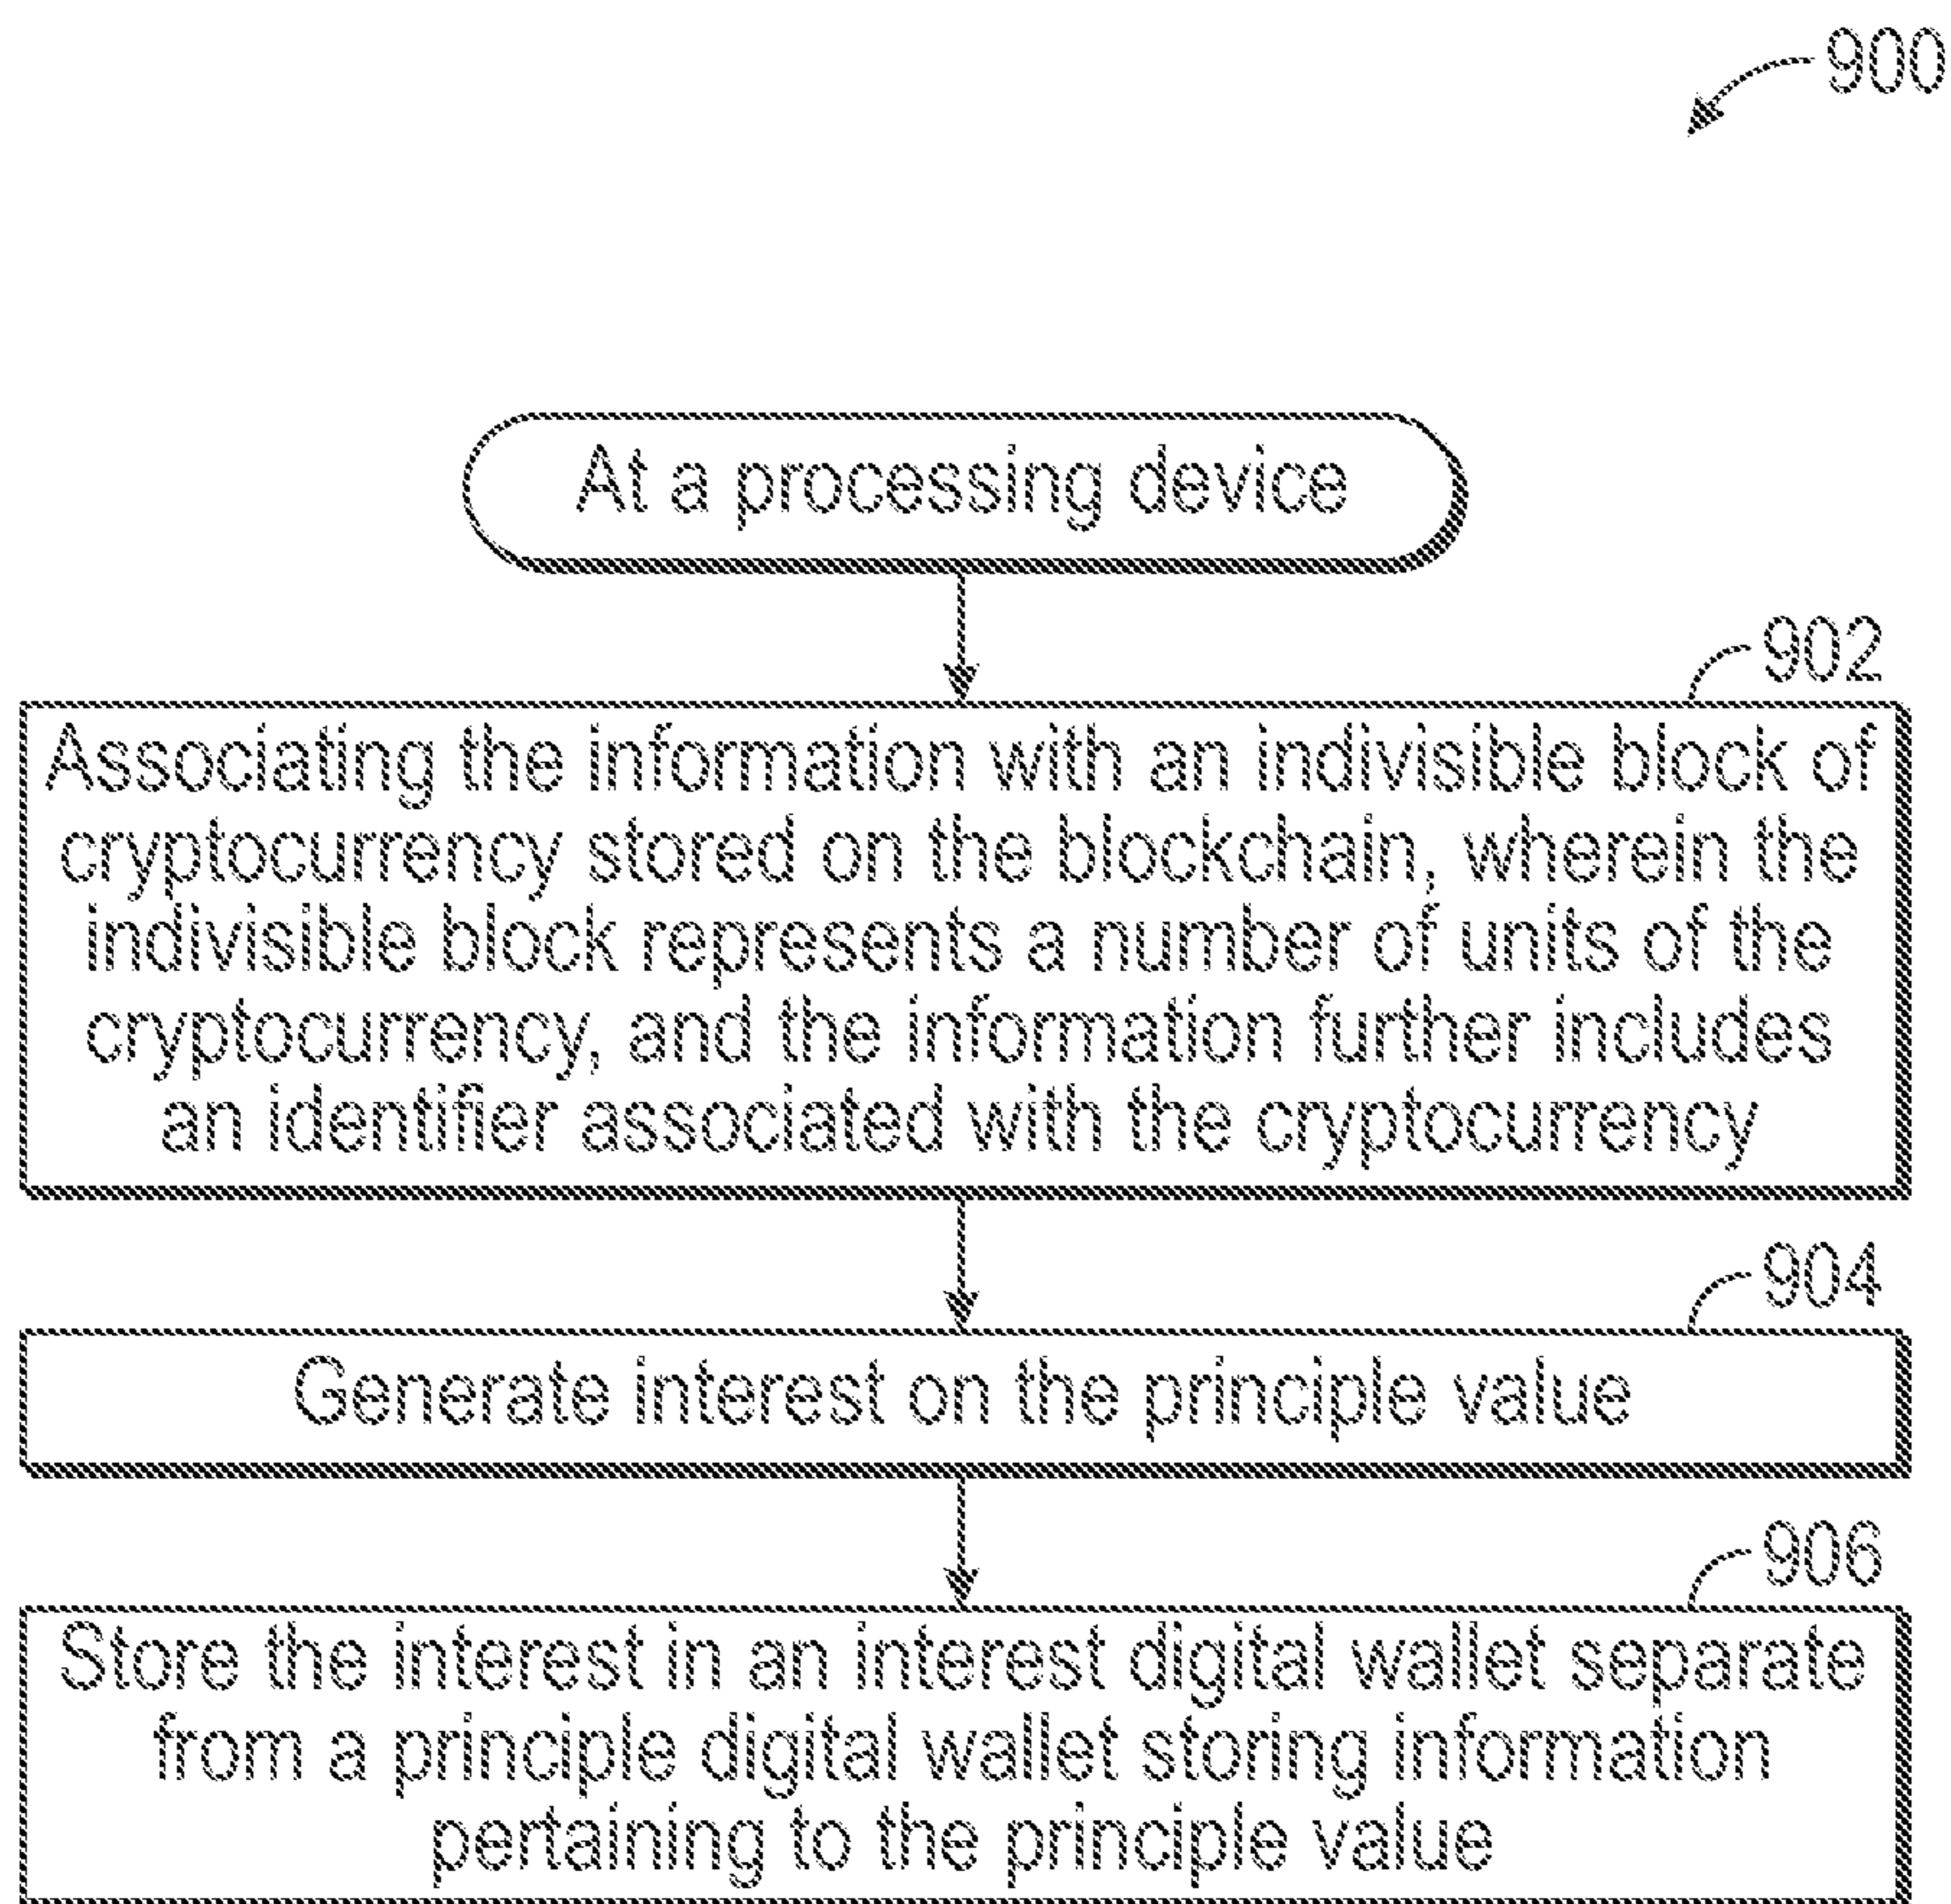 900
At a processing device
902
Associating the information with an indivisible block of
cryptocurrency stored on the blockchain, wherein the
indivisible block represents a number of units of the
cryptocurrency, and the information further includes
an identifier associated with the cryptocurrency
904
Generate interest on the principle value
906
Store the interest in an interest digital wallet separate
from a principle digital wallet storing information
pertaining to the principle value